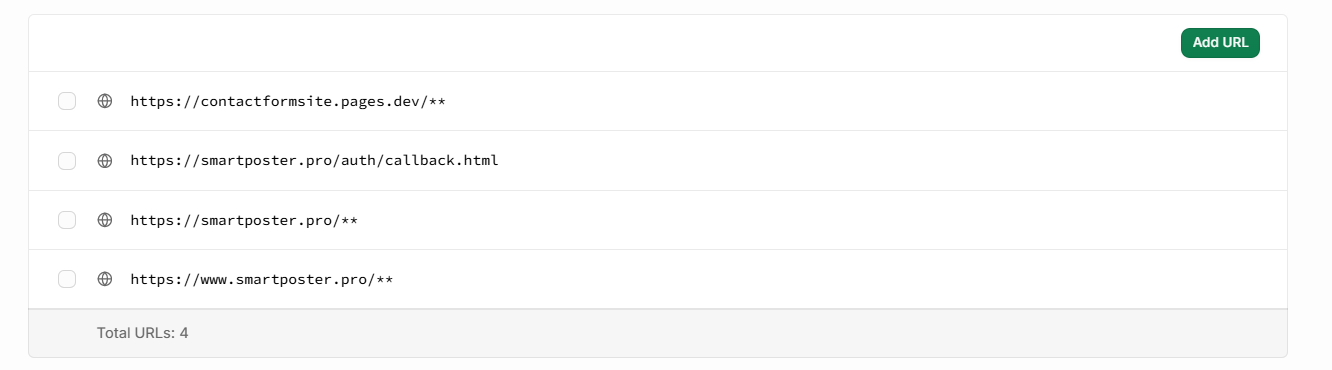 Add URL
https://contactformsite.pages.dev/**
https://smartposter.pro/auth/callback.html
https://smartposter.pro/**
https://www.smartposter.pro/**
Total URLs: 4